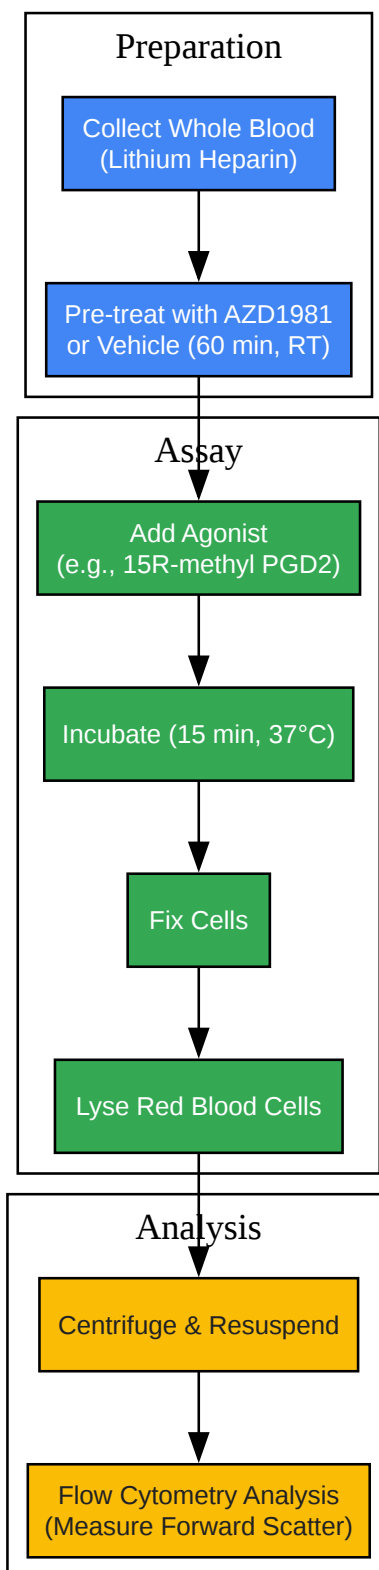 Preparation
Collect Whole Blood
(Lithium Heparin)
Pre-treat with AZD1981
or Vehicle (60 min, RT)
Assay
Add Agonist
(e.g., 15R-methyl PGD2)
Incubate (15 min, 37°C)
Fix Cells
Lyse Red Blood Cells
Analysis
Centrifuge & Resuspend
Flow Cytometry Analysis
(Measure Forward Scatter)